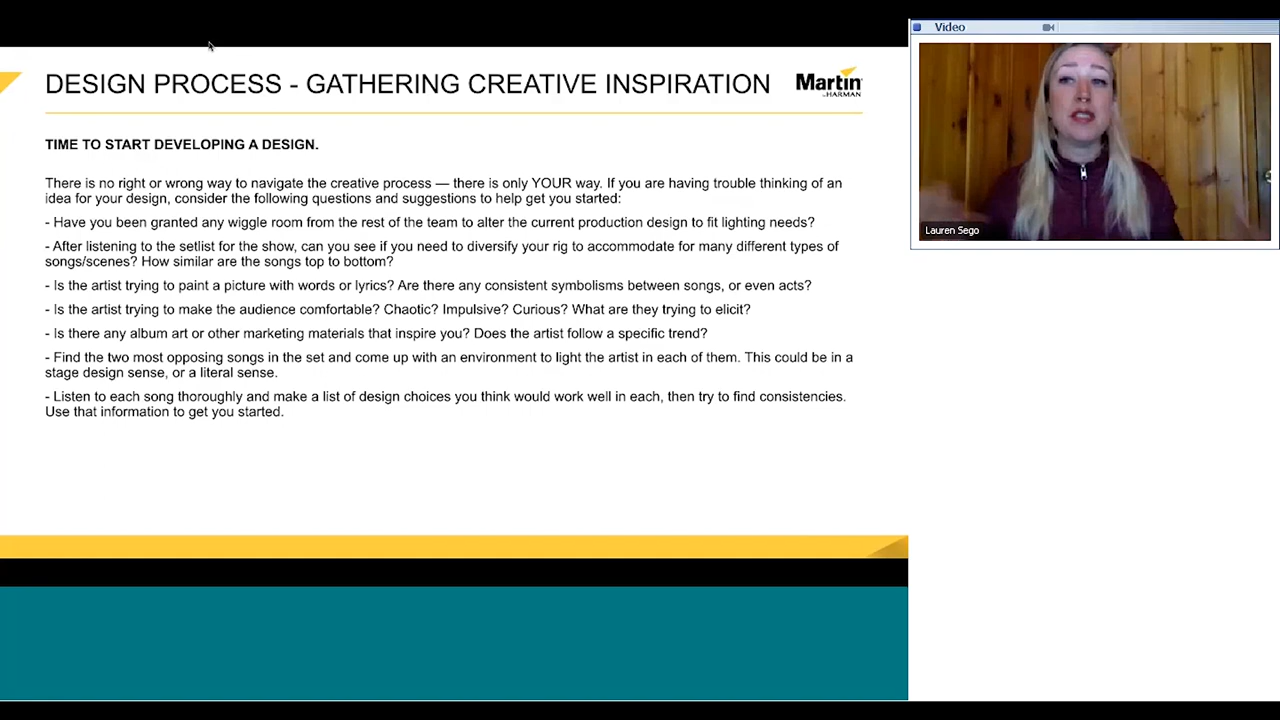 DESIGN PROCESS - GATHERING CREATIVE INSPIRATION
Martin
by HARMAN
TIME TO START DEVELOPING A DESIGN.
There is no right or wrong way to navigate the creative process — there is only YOUR way. If you are having trouble thinking of an
idea for your design, consider the following questions and suggestions to help get you started:
- Have you been granted any wiggle room from the rest of the team to alter the current production design to fit lighting needs?
- After listening to the setlist for the show, can you see if you need to diversify your rig to accommodate for many different types of
songs/scenes? How similar are the songs top to bottom?
- Is the artist trying to paint a picture with words or lyrics? Are there any consistent symbolisms between songs, or even acts?
- Is the artist trying to make the audience comfortable? Chaotic? Impulsive? Curious? What are they trying to elicit?
- Is there any album art or other marketing materials that inspire you? Does the artist follow a specific trend?
- Find the two most opposing songs in the set and come up with an environment to light the artist in each of them. This could be in a
stage design sense, or a literal sense.
- Listen to each song thoroughly and make a list of design choices you think would work well in each, then try to find consistencies.
Use that information to get you started.
Video
Lauren Sego